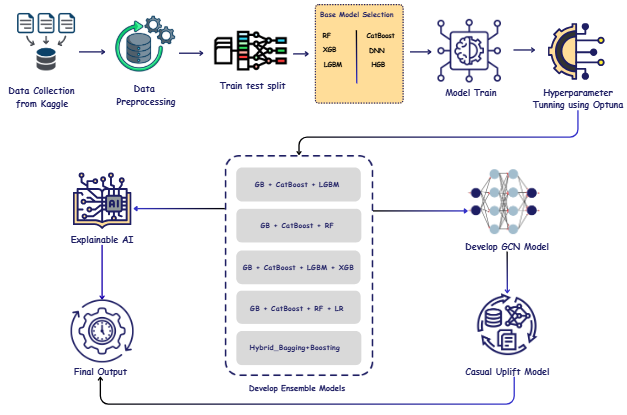 Data Collection
from Kaggle
Data
Preprocessing
Train test split
Base Model Selection
RF
CatBoost
XGB
DNN
LGBM
HGB
Model Train
Hyperparameter
Tunning using Optuna
GB + CatBoost + LGBM
GB + CatBoost + RF
GB + CatBoost + LGBM + XGB
GB + CatBoost + RF + LR
Hybrid_Bagging+Boosting
Develop Ensemble Models
AI
Explainable AI
Final Output
Develop GCN Model
Casual Uplift Model